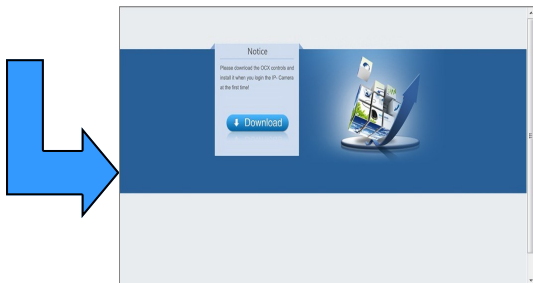 Notice
Please download the OCX controls and
install it when you login the IP- Camera
at the first time!
Download